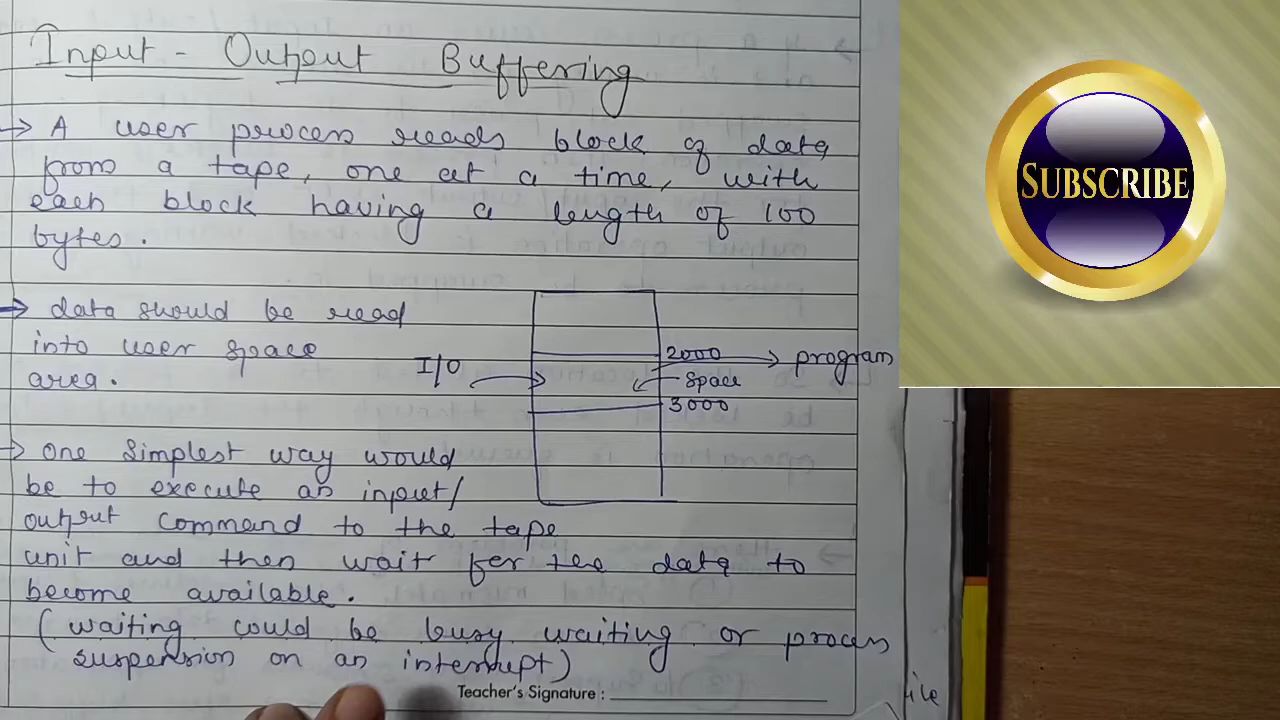 Input - Output Buffering
→ A user process reads block of data
from a tape, one at a time, with
each block having a length of 100
bytes.
→ data should be read
into user space
area.
I/O
2000
→ program
space
3000
→ One simplest way would
be to execute an input/
output command to the tape
unit and then wait for the data to
become available.
(waiting could be busy waiting or process
suspension on an interrupt)
Teacher's Signature :
SUBSCRIBE